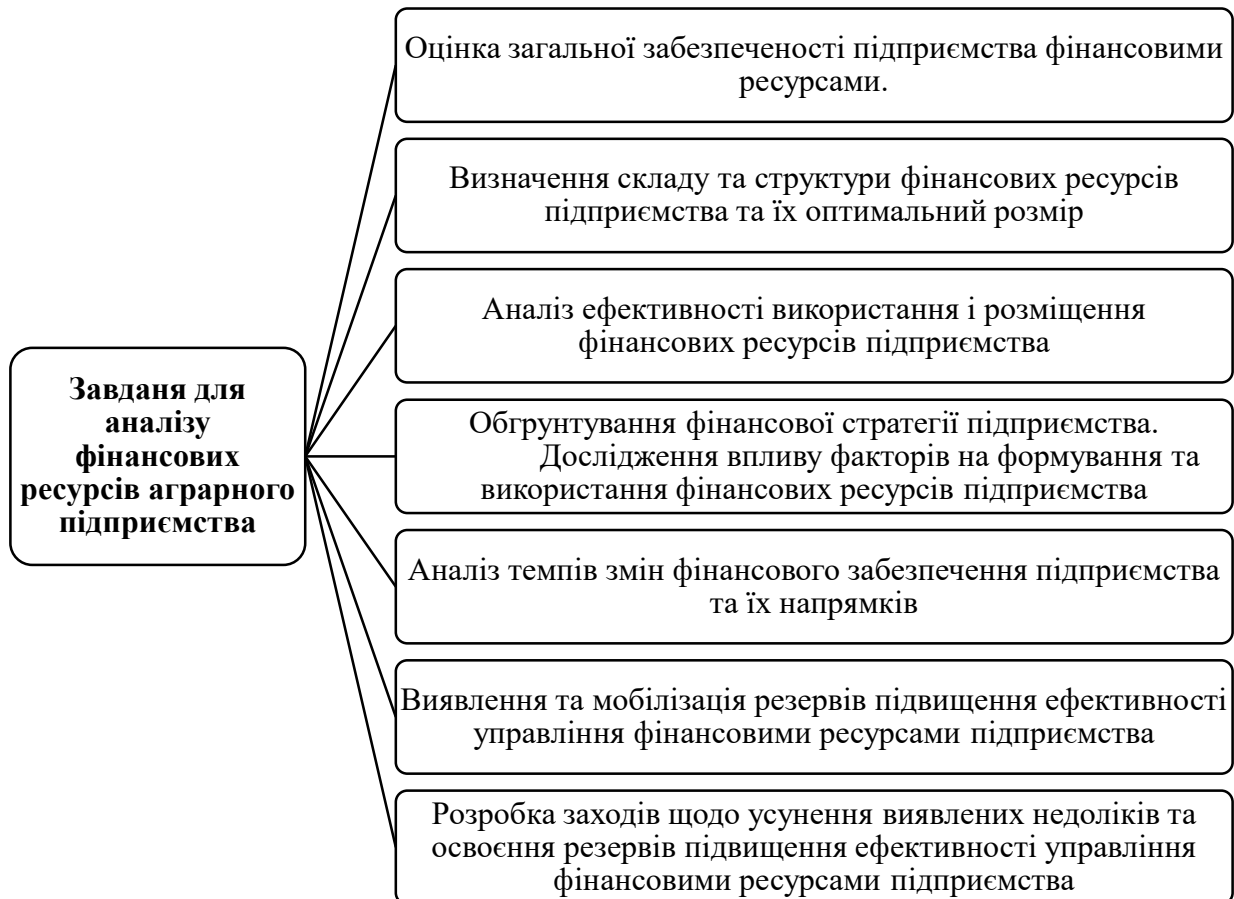 Оцінка загальної забезпеченості підприємства фінансовими
ресурсами.
Визначення складу та структури фінансових ресурсів
підприємства та їх оптимальний розмір
Аналіз ефективності використання і розміщення
фінансових ресурсів підприємства
Завданя для
аналізу
фінансових
ресурсів аграрного
підприємства
Обгрунтування фінансової стратегії підприємства.
Дослідження впливу факторів на формування та
використання фінансових ресурсів підприємства
Аналіз темпів змін фінансового забезпечення підприємства
та їх напрямків
Виявлення та мобілізація резервів підвищення ефективності
управління фінансовими ресурсами підприємства
Розробка заходів щодо усунення виявлених недоліків та
освоєння резервів підвищення ефективності управління
фінансовими ресурсами підприємства